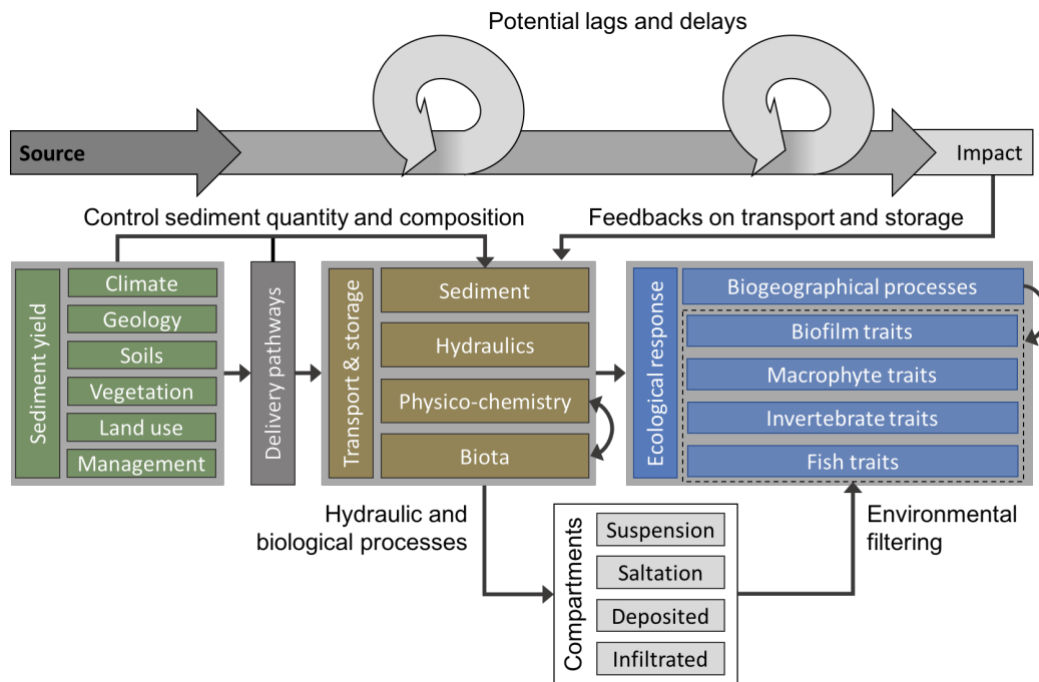 Potential lags and delays
Source
Impact
Control sediment quantity and composition
Feedbacks on transport and storage
Sediment yield
Climate
Geology
Soils
Vegetation
Land use
Management
Delivery pathways
Transport & storage
Sediment
Hydraulics
Physico-chemistry
Biota
Ecological response
Biogeographical processes
Biofilm traits
Macrophyte traits
Invertebrate traits
Fish traits
Hydraulic and
biological processes
Compartments
Suspension
Saltation
Deposited
Infiltrated
Environmental
filtering